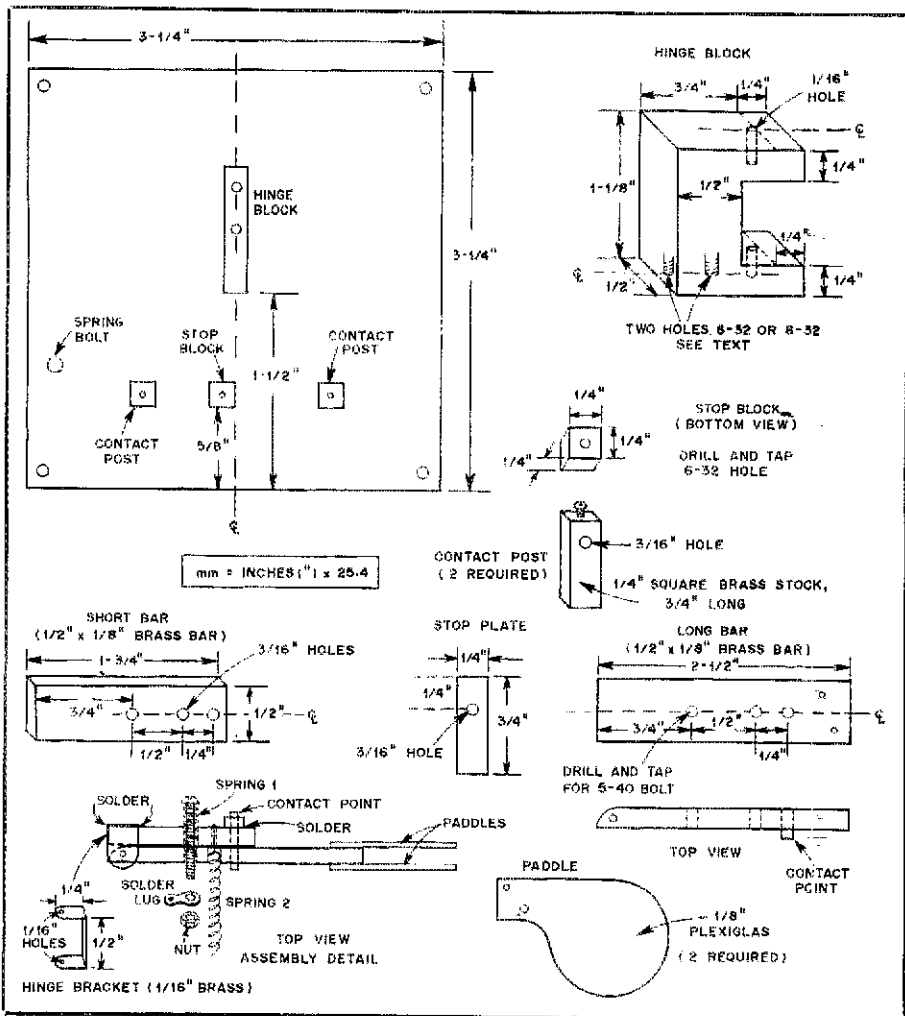 3-1/4"
HINGE
BLOCK
3-1/4"
SPRING
BOLT
STOP
BLOCK
CONTACT
POST
1-1/2"
CONTACT
POST
5/8"
℄
HINGE BLOCK
3/4"
1/4"
1/16"
HOLE
℄
1-1/8"
1/2"
1/4"
1/4"
℄
1/2"
1/4"
TWO HOLES 6-32 OR 8-32
SEE TEXT
1/4"
STOP BLOCK
(BOTTOM VIEW)
1/4"
1/4"
DRILL AND TAP
6-32 HOLE
mm = INCHES(") x 25.4
CONTACT POST
(2 REQUIRED)
3/16" HOLE
1/4" SQUARE BRASS STOCK,
3/4" LONG
SHORT BAR
(1/2" x 1/8" BRASS BAR)
1-3/4"
3/16" HOLES
3/4"
1/2"
℄
1/2"
1/4"
STOP PLATE
1/4"
1/4"
3/4"
3/16" HOLE
LONG BAR
(1/2" x 1/8" BRASS BAR)
2-1/2"
℄
3/4"
1/2"
1/4"
DRILL AND TAP
FOR 5-40 BOLT
SPRING 1
SOLDER
CONTACT POINT
SOLDER
PADDLES
1/4"
SOLDER
LUG
SPRING 2
1/16"
HOLES
1/2"
NUT
TOP VIEW
ASSEMBLY DETAIL
HINGE BRACKET (1/16" BRASS)
TOP VIEW
CONTACT
POINT
PADDLE
1/8"
PLEXIGLAS
(2 REQUIRED)